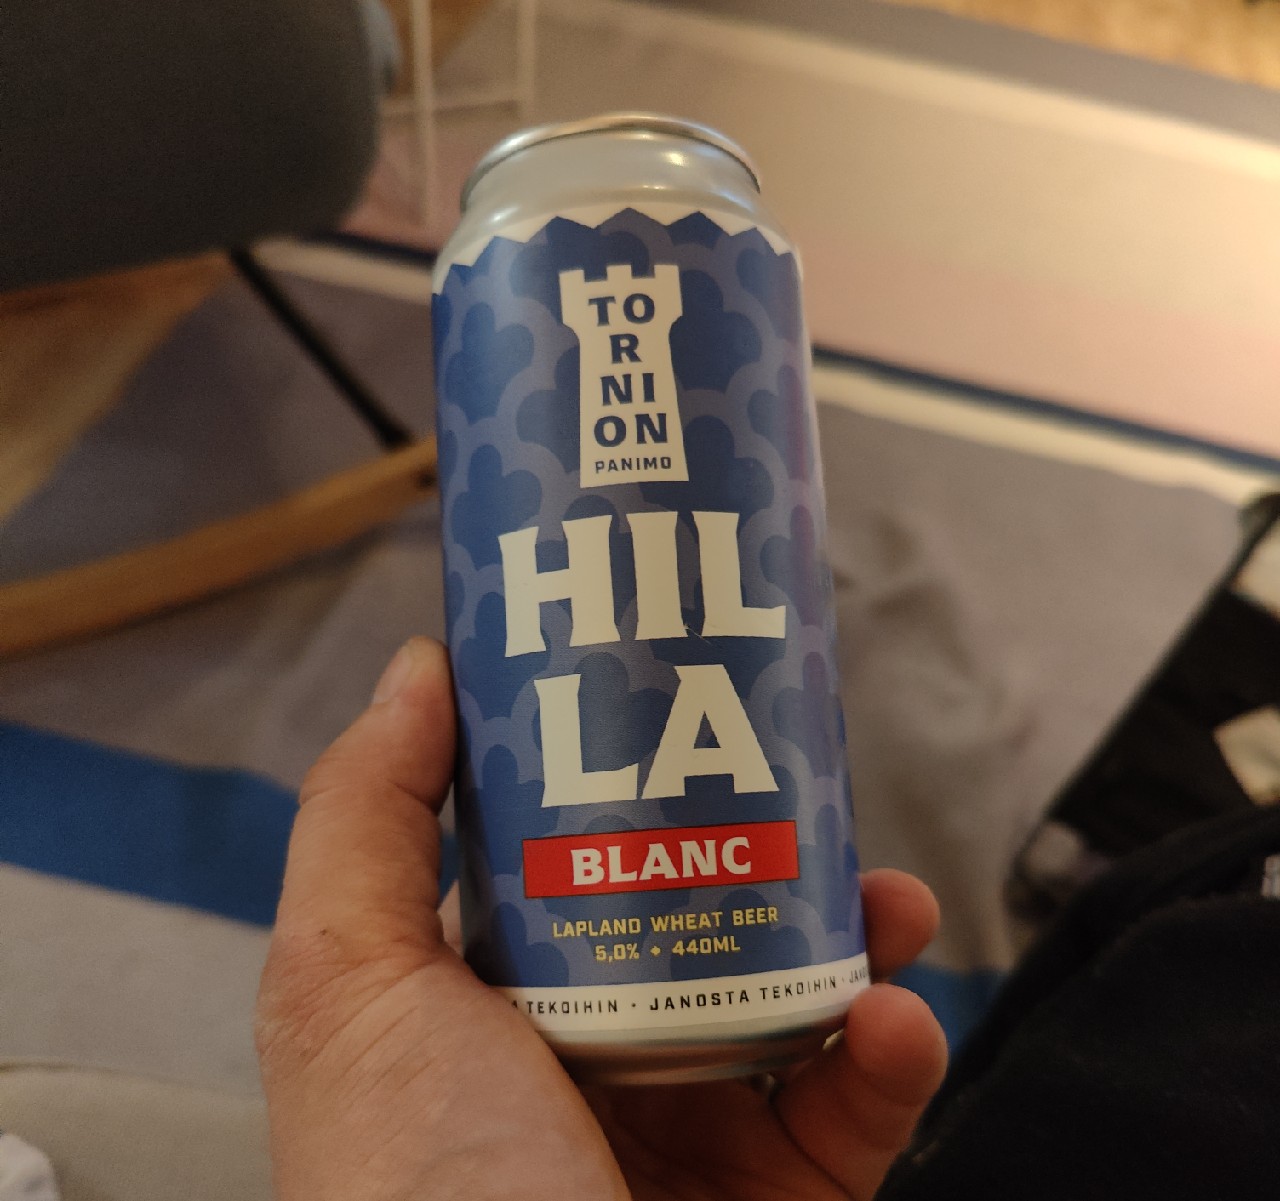 TO
R
NI
ON
PANIMO
HIL
LA
BLANC
LAPLAND WHEAT BEER
5,0% ◆ 440ML
TEKOIHIN · JANOSTA TEKOIHIN ·